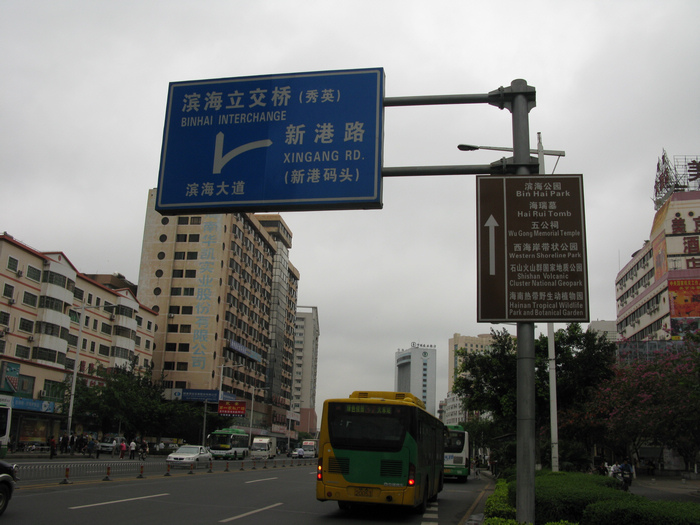 滨海立交桥(秀英)
BINHAI INTERCHANGE
新港路
XINGANG RD.
(新港码头)
滨海大道
滨海公园
Bin Hai Park
海瑞墓
Hai Rui Tomb
五公祠
Wu Gong Memorial Temple
西海岸带状公园
Western Shoreline Park
石山火山群国家地质公园
Shishan Volcanic
Cluster National Geopark
海南热带野生动植物园
Hainan Tropical Wildlife
Park and Botanic Garden